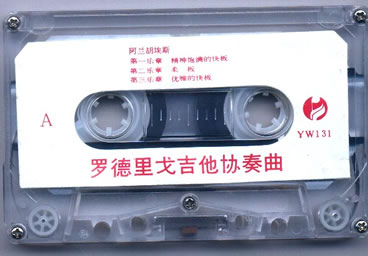 阿兰胡埃斯
第一乐章 精神饱满的快板
第二乐章 柔板
第三乐章 优雅的快板
A
YW131
罗德里戈吉他协奏曲